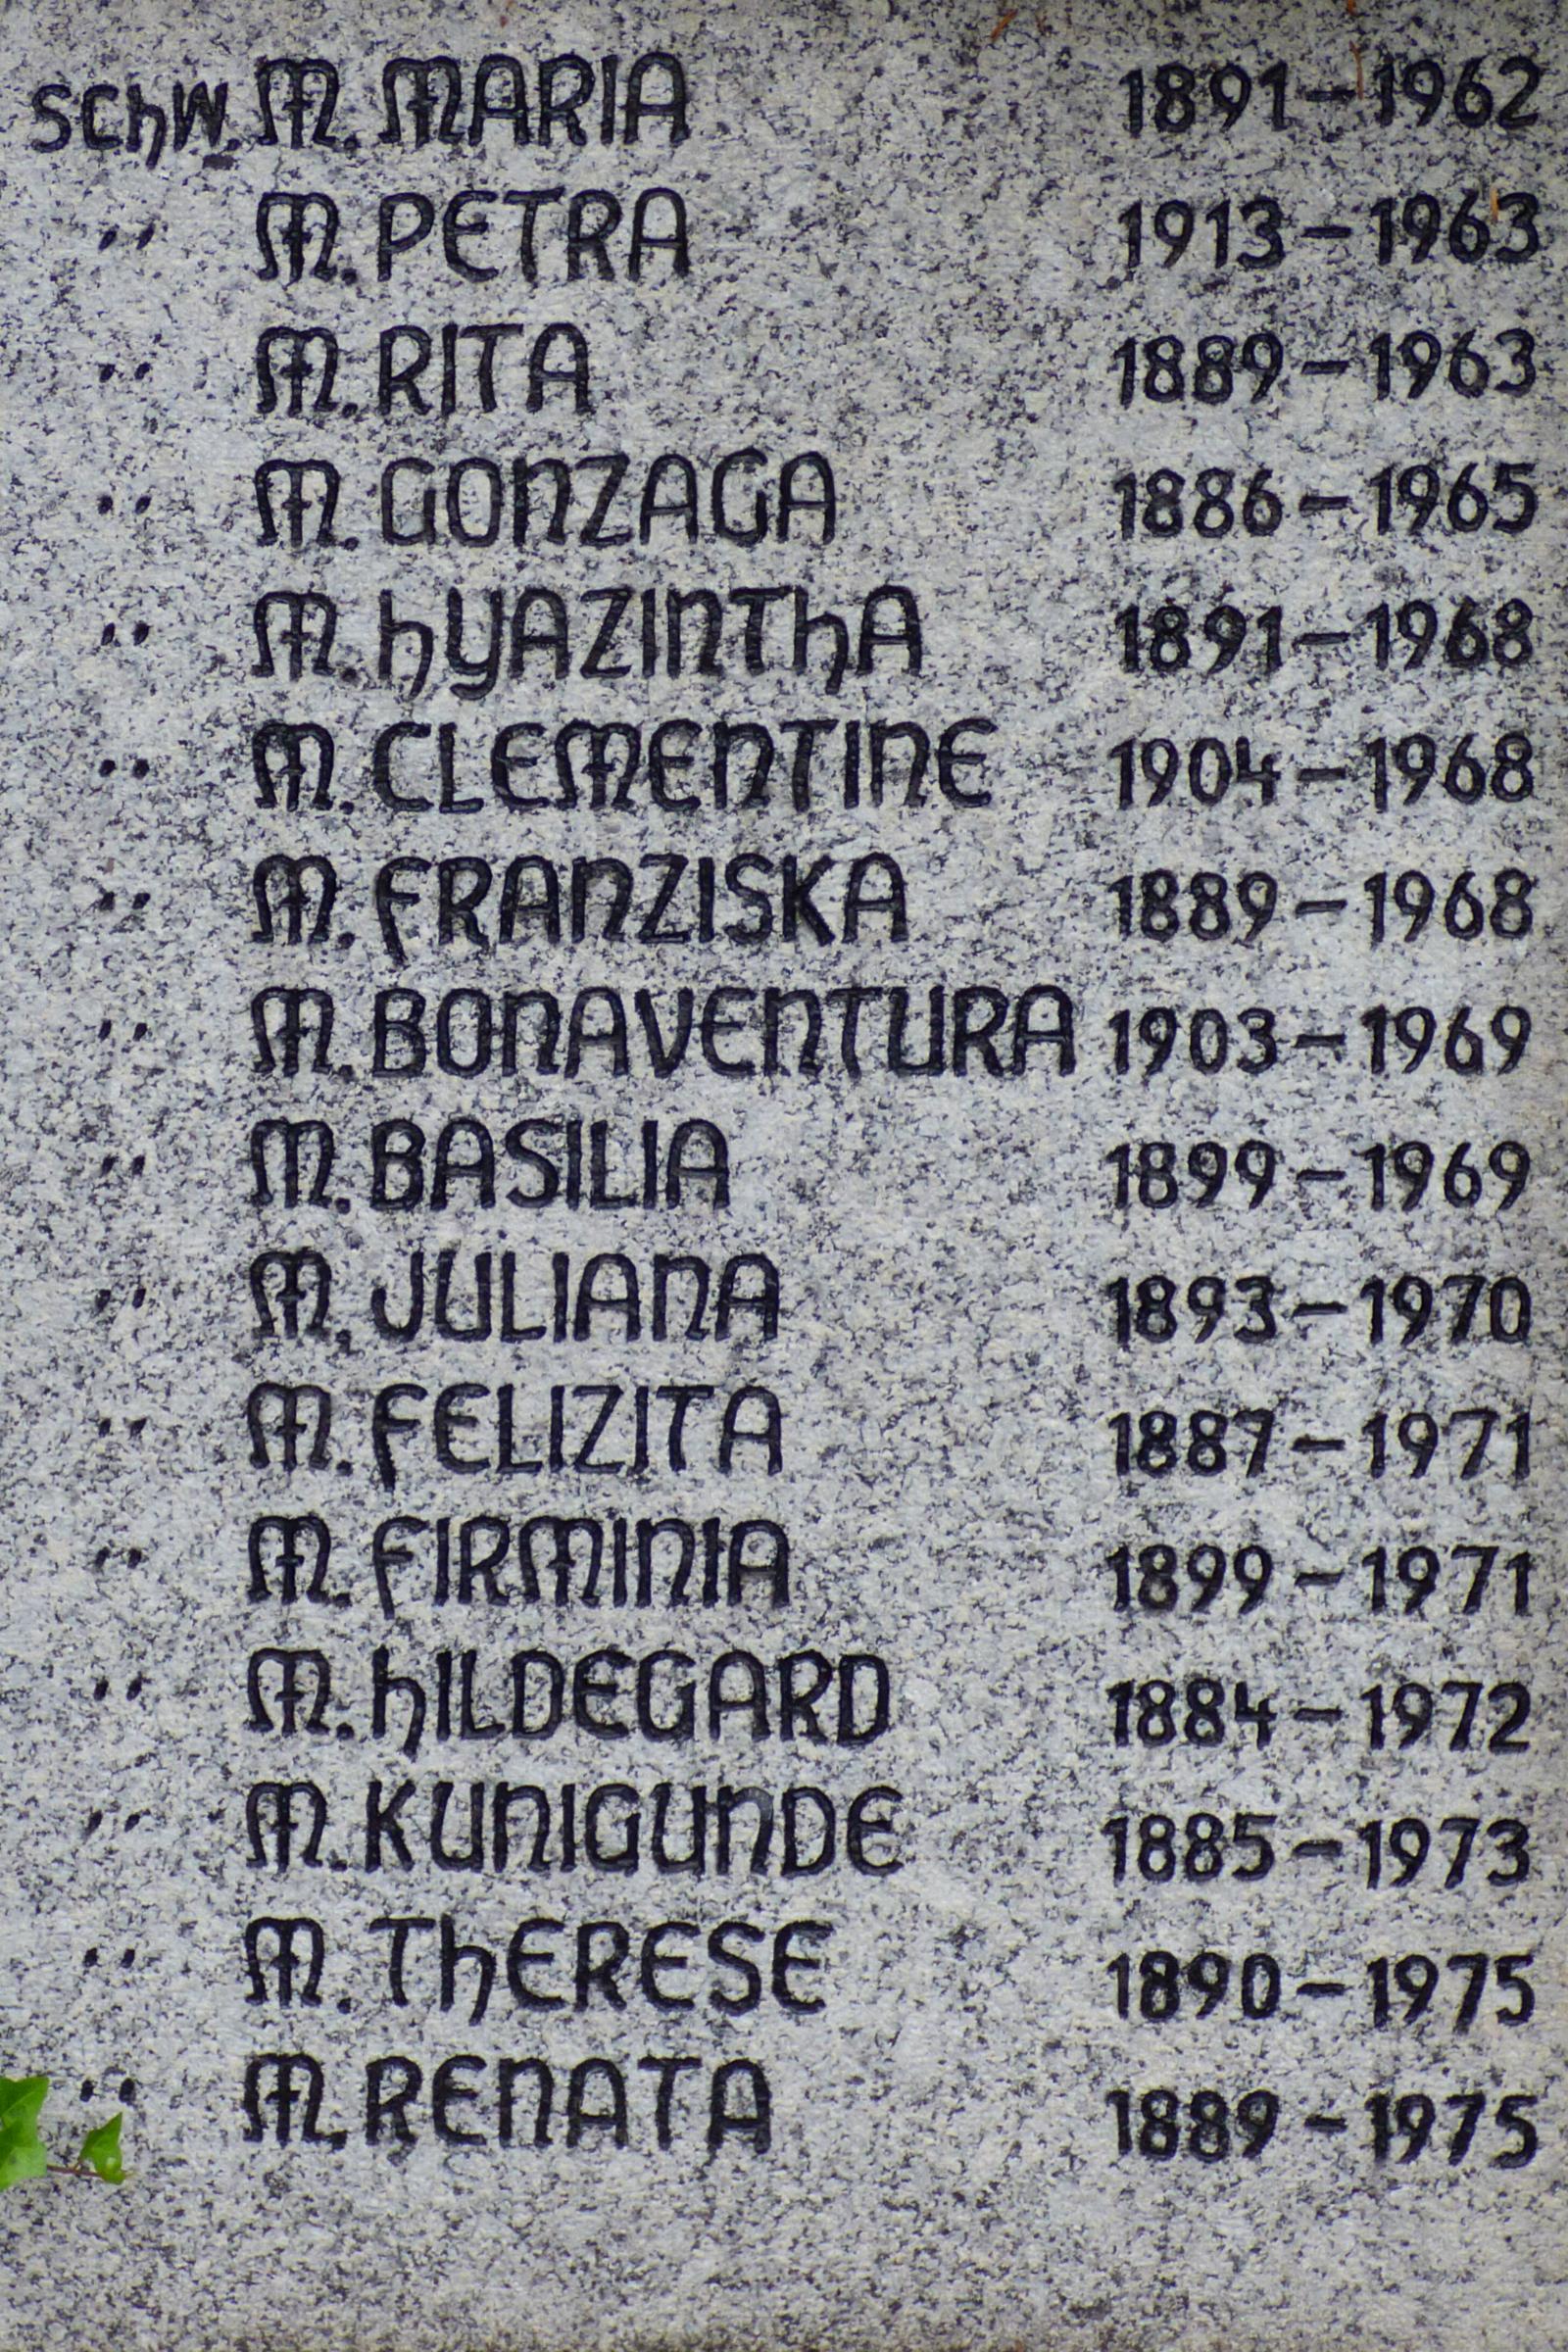 SCHW. M. MARIA 1891 – 1962
" M. PETRA 1913 – 1963
" M. RITA 1889 – 1963
" M. GONZAGA 1886 – 1965
" M. HYAZINTHA 1891 – 1968
" M. CLEMENTINE 1904 – 1968
" M. FRANZISKA 1889 – 1968
" M. BONAVENTURA 1903 – 1969
" M. BASILIA 1899 – 1969
" M. JULIANA 1893 – 1970
" M. FELIZITA 1887 – 1971
" M. FIRMINIA 1899 – 1971
" M. HILDEGARD 1884 – 1972
" M. KUNIGUNDE 1885 – 1973
" M. THERESE 1890 – 1975
" M. RENATA 1889 – 1975